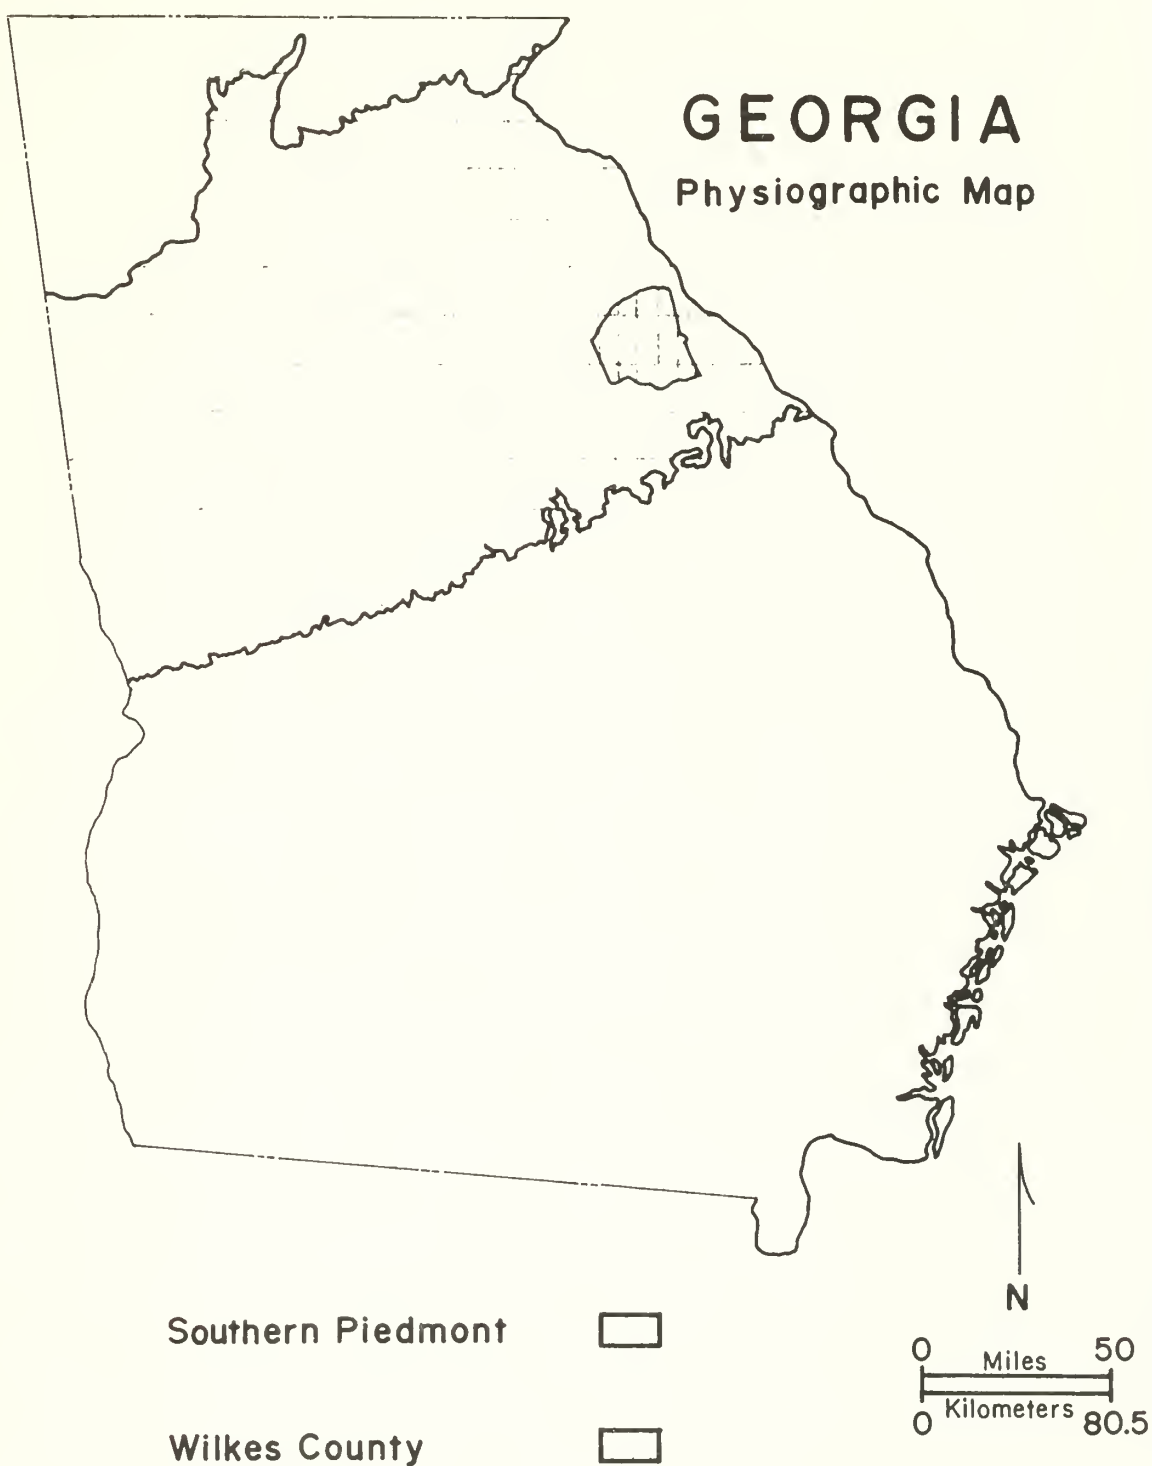 GEORGIA
Physiographic Map
N
Southern Piedmont
Wilkes County
0 Miles 50
0 Kilometers 80.5